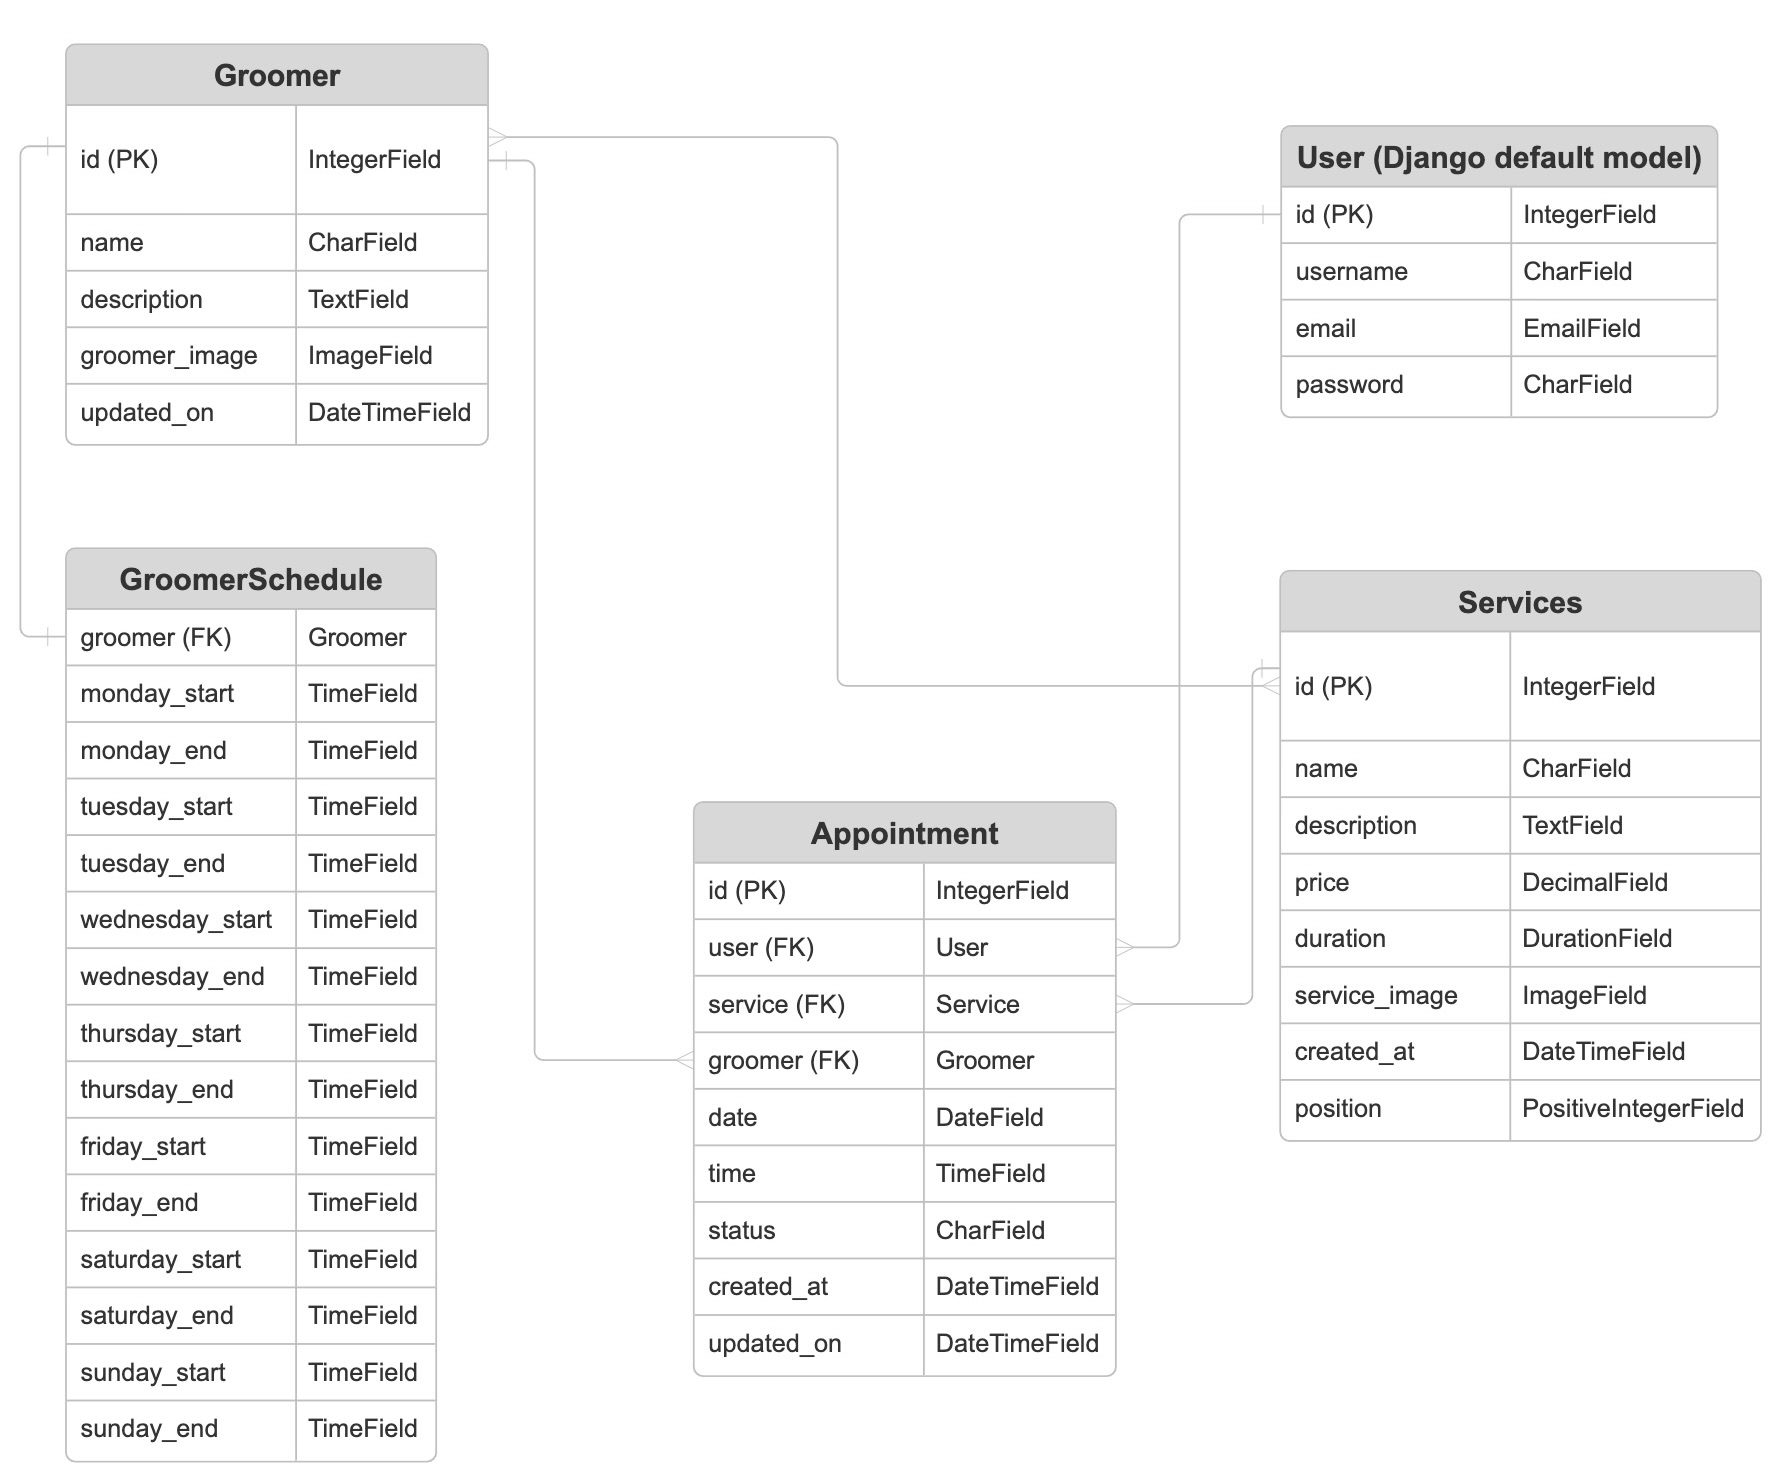 Groomer
id (PK) IntegerField
name CharField
description TextField
groomer_image ImageField
updated_on DateTimeField
User (Django default model)
id (PK) IntegerField
username CharField
email EmailField
password CharField
GroomerSchedule
groomer (FK) Groomer
monday_start TimeField
monday_end TimeField
tuesday_start TimeField
tuesday_end TimeField
wednesday_start TimeField
wednesday_end TimeField
thursday_start TimeField
thursday_end TimeField
friday_start TimeField
friday_end TimeField
saturday_start TimeField
saturday_end TimeField
sunday_start TimeField
sunday_end TimeField
Appointment
id (PK) IntegerField
user (FK) User
service (FK) Service
groomer (FK) Groomer
date DateField
time TimeField
status CharField
created_at DateTimeField
updated_on DateTimeField
Services
id (PK) IntegerField
name CharField
description TextField
price DecimalField
duration DurationField
service_image ImageField
created_at DateTimeField
position PositiveIntegerField